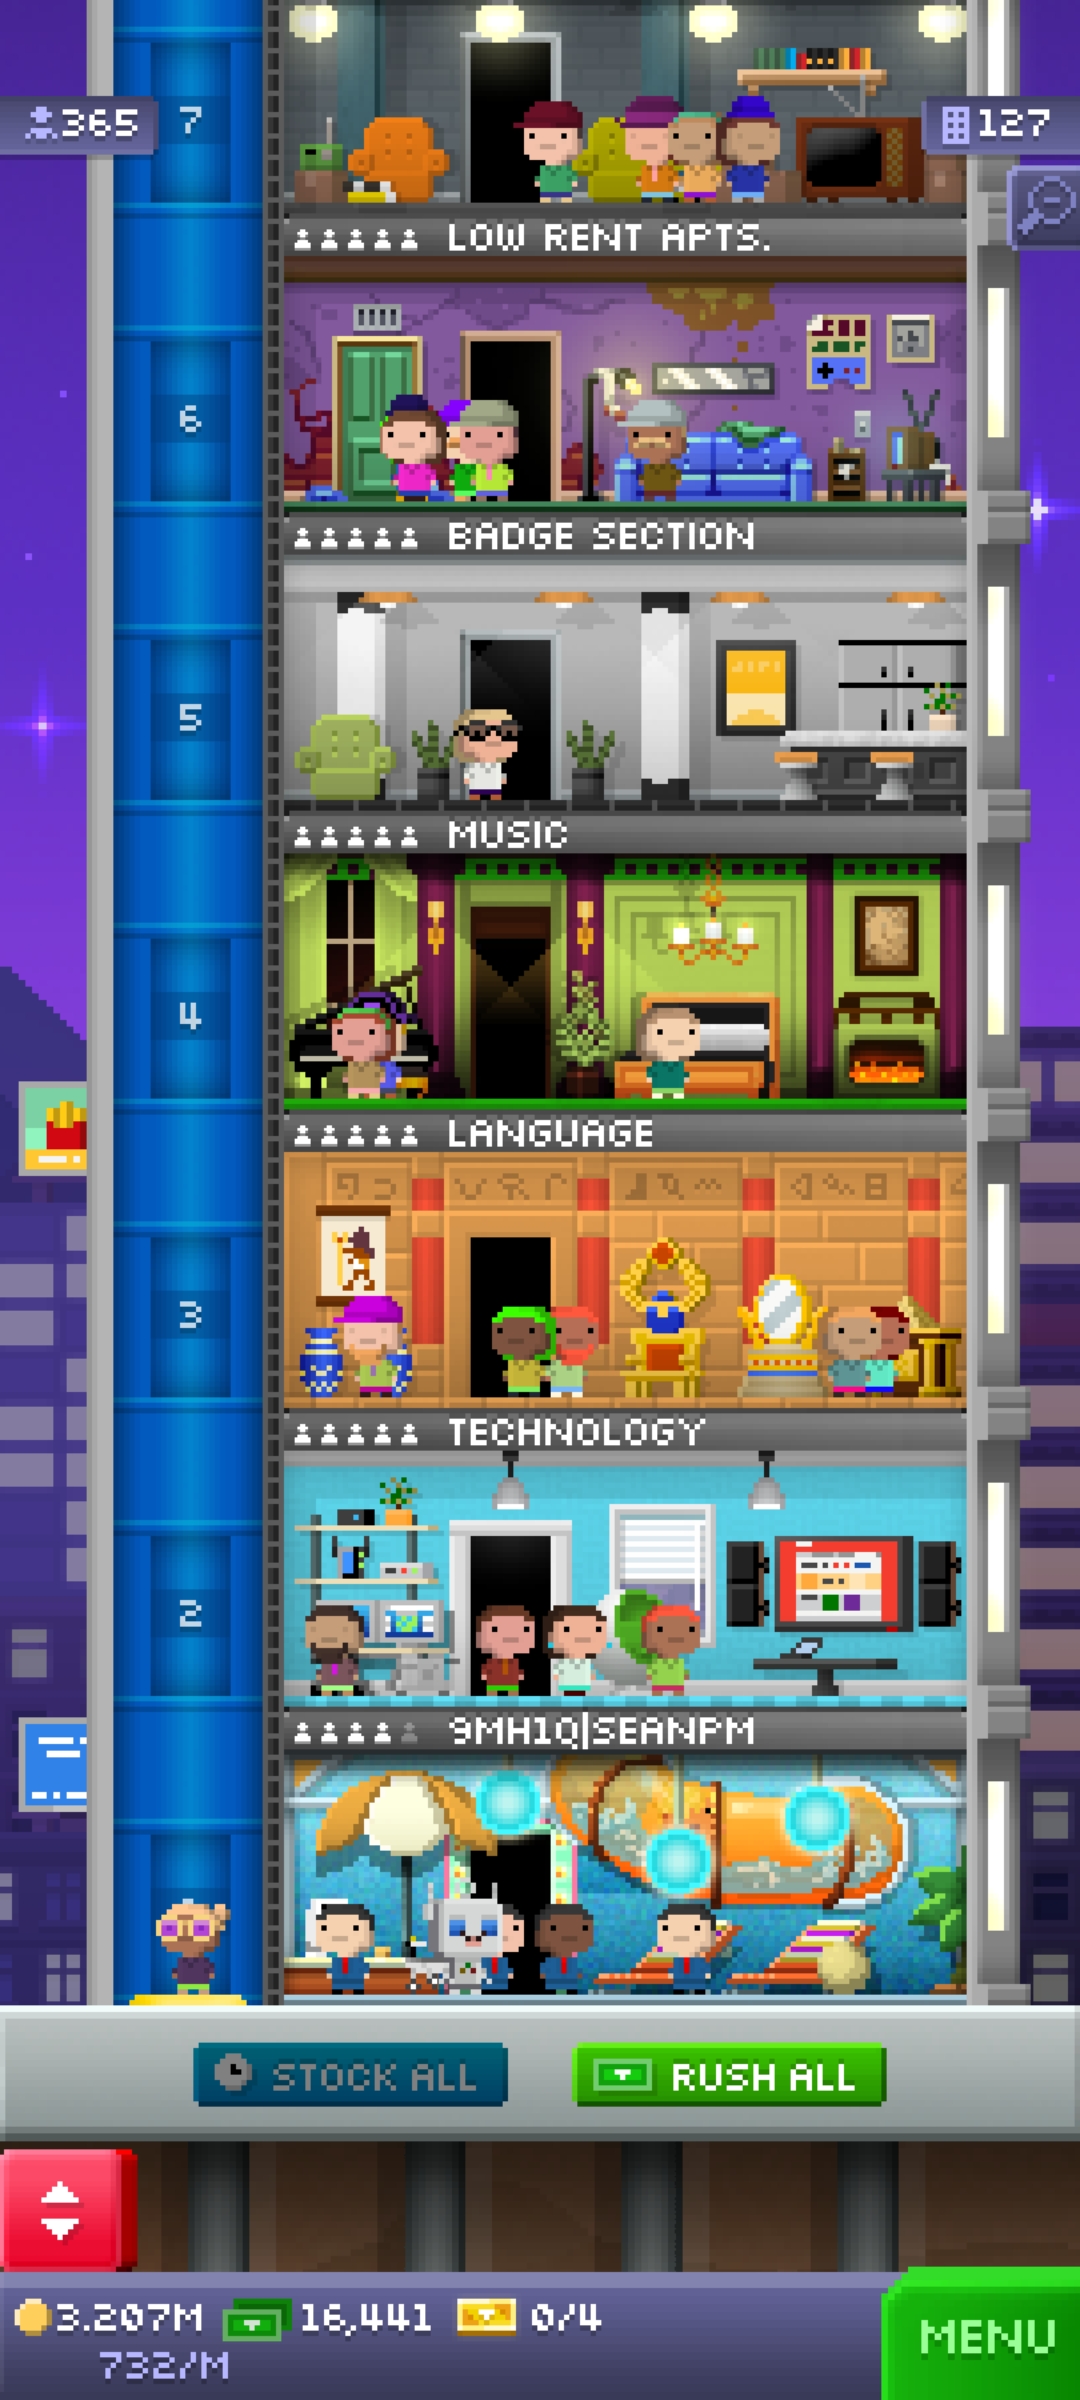 365
7
127
LOW RENT APTS.
6
BADGE SECTION
5
MUSIC
4
LANGUAGE
3
TECHNOLOGY
2
9MH1Q|SEANPM
STOCK ALL
RUSH ALL
3.207M
16,441
0/4
732/M
MENU